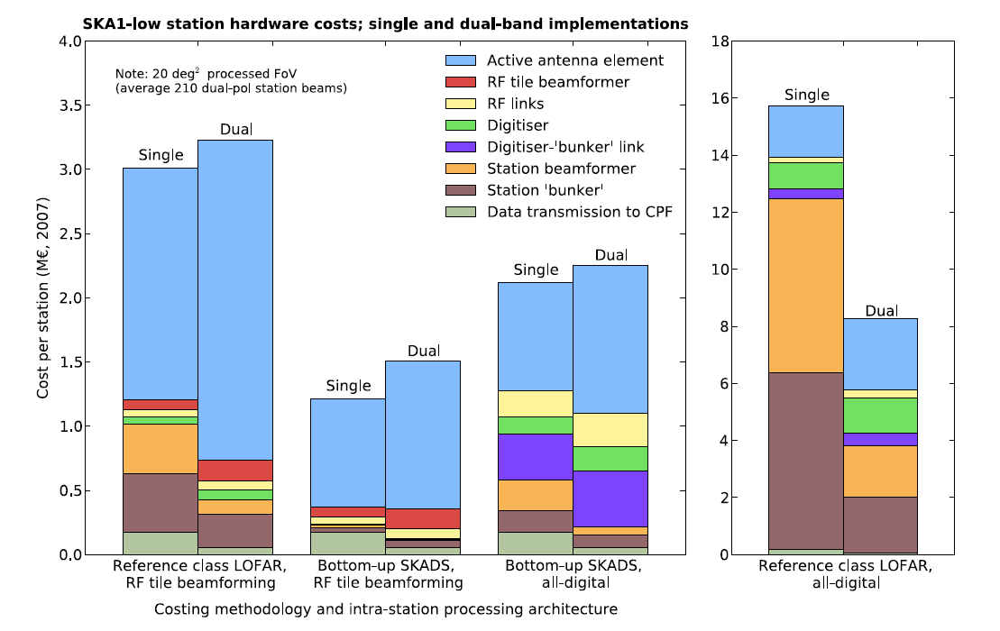 SKA1-low station hardware costs; single and dual-band implementations
4.0
3.5
3.0
2.5
2.0
1.5
1.0
0.5
0.0
Cost per station (M€, 2007)
Note: 20 deg² processed FoV
(average 210 dual-pol station beams)
Active antenna element
RF tile beamformer
RF links
Digitiser
Digitiser-'bunker' link
Station beamformer
Station 'bunker'
Data transmission to CPF
Single
Dual
Single
Dual
Single
Dual
Reference class LOFAR,
RF tile beamforming
Bottom-up SKADS,
RF tile beamforming
Bottom-up SKADS,
all-digital
Costing methodology and intra-station processing architecture
18
16
14
12
10
8
6
4
2
0
Single
Dual
Reference class LOFAR,
all-digital